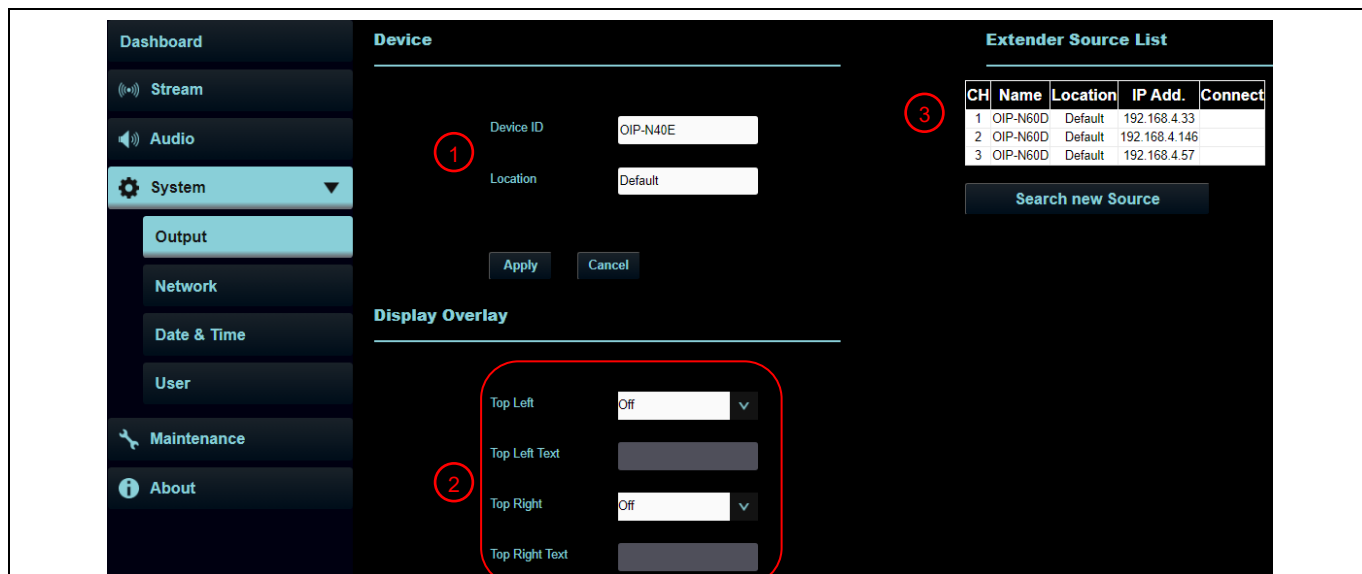 Dashboard
Stream
Audio
System
Output
Network
Date & Time
User
Maintenance
About
Device
1
Device ID
OIP-N40E
Location
Default
Apply Cancel
Display Overlay
2
Top Left
Off
Top Left Text
Top Right
Off
Top Right Text
Extender Source List
3
CH Name Location IP Add. Connect
1 OIP-N60D Default 192.168.4.33
2 OIP-N60D Default 192.168.4.146
3 OIP-N60D Default 192.168.4.57
Search new Source